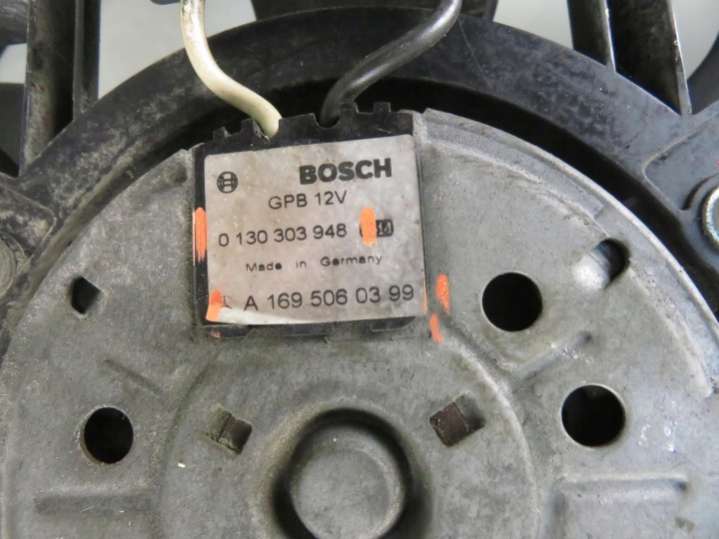 BOSCH
GPB 12V
0 130 303 948
Made in Germany
A 169 506 03 99